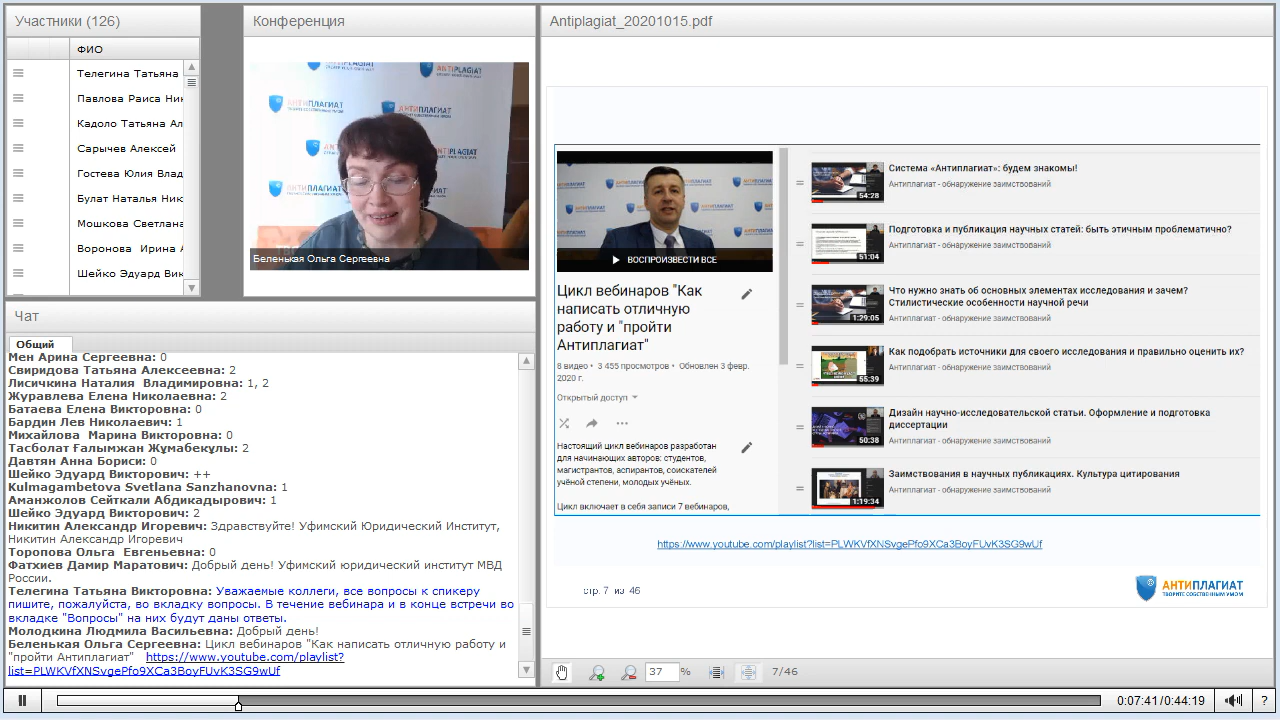 Участники (126)
ФИО
Телегина Татьяна
Павлова Раиса Ник
Кадоло Татьяна Ал
Сарычев Алексей
Гостева Юлия Влад
Булат Наталья Ник
Мошкова Светлана
Воронова Ирина А
Шейко Эдуард Вик
Конференция
АНТИПЛАГИАТ
Беленькая Ольга Сергеевна
Чат
Общий
Мен Арина Сергеевна: 0
Свиридова Татьяна Алексеевна: 2
Лисичкина Наталия Владимировна: 1, 2
Журавлева Елена Николаевна: 2
Батаева Елена Викторовна: 0
Бардин Лев Николаевич: 1
Михайлова Марина Викторовна: 0
Тасболат Ғалымжан Жұмабекұлы: 2
Давтян Анна Бориси: 0
Шейко Эдуард Викторович: ++
Kulmagambetova Svetlana Sanzhanovna: 1
Аманжолов Сейткали Абдикадырович: 1
Шейко Эдуард Викторович: 2
Никитин Александр Игоревич: Здравствуйте! Уфимский Юридический Институт,
Никитин Александр Игоревич
Торопова Ольга Евгеньевна: 0
Фатхиев Дамир Маратович: Добрый день! Уфимский юридический институт МВД
России.
Телегина Татьяна Викторовна: Уважаемые коллеги, все вопросы к спикеру
пишите, пожалуйста, во вкладку вопросы. В течение вебинара и в конце встречи во
вкладке "Вопросы" на них будут даны ответы.
Молодкина Людмила Васильевна: Добрый день!
Беленькая Ольга Сергеевна: Цикл вебинаров "Как написать отличную работу и
"пройти Антиплагиат" https://www.youtube.com/playlist?
list=PLWKVfXNSvgePfo9XCa3BoyFUvK3SG9wUf
Antiplagiat_20201015.pdf
ВОСПРОИЗВЕСТИ ВСЕ
Цикл вебинаров "Как
написать отличную
работу и "пройти
Антиплагиат"
8 видео • 3 455 просмотров • Обновлен 3 февр.
2020 г.
Открытый доступ
Настоящий цикл вебинаров разработан
для начинающих авторов: студентов,
магистрантов, аспирантов, соискателей
учёной степени, молодых учёных.
Цикл включает в себя записи 7 вебинаров,
54:28
Система «Антиплагиат»: будем знакомы!
Антиплагиат - обнаружение заимствований
51:04
Подготовка и публикация научных статей: быть этичным проблематично?
Антиплагиат - обнаружение заимствований
1:29:05
Что нужно знать об основных элементах исследования и зачем?
Стилистические особенности научной речи
Антиплагиат - обнаружение заимствований
55:39
Как подобрать источники для своего исследования и правильно оценить их?
Антиплагиат - обнаружение заимствований
50:38
Дизайн научно-исследовательской статьи. Оформление и подготовка
диссертации
Антиплагиат - обнаружение заимствований
1:19:34
Заимствования в научных публикациях. Культура цитирования
Антиплагиат - обнаружение заимствований
https://www.youtube.com/playlist?list=PLWKVfXNSvgePfo9XCa3BoyFUvK3SG9wUf
стр. 7 из 46
АНТИПЛАГИАТ
ТВОРИТЕ СОБСТВЕННЫМ УМОМ
37 %
7/46
0:07:41/0:44:19
?